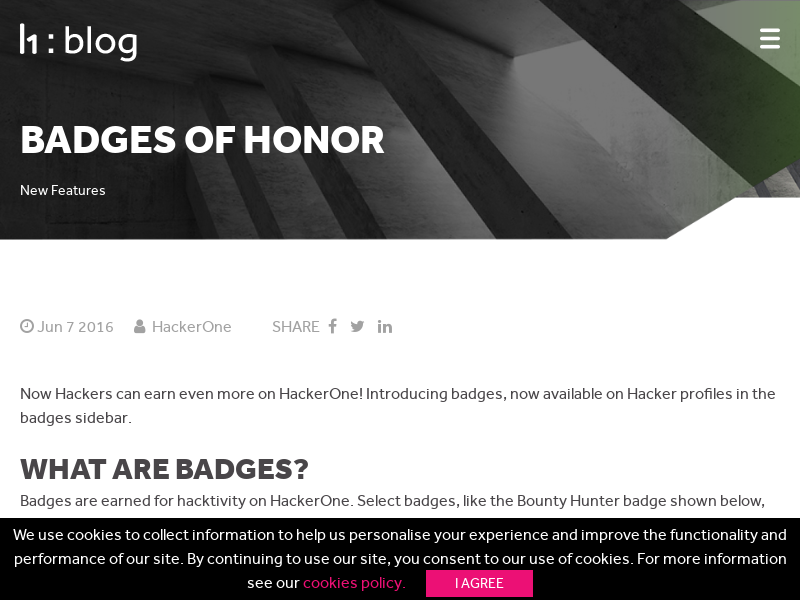 h1 : blog
BADGES OF HONOR
New Features
Jun 7 2016 HackerOne SHARE
Now Hackers can earn even more on HackerOne! Introducing badges, now available on Hacker profiles in the
badges sidebar.
WHAT ARE BADGES?
Badges are earned for hacktivity on HackerOne. Select badges, like the Bounty Hunter badge shown below,
We use cookies to collect information to help us personalise your experience and improve the functionality and
performance of our site. By continuing to use our site, you consent to our use of cookies. For more information
see our cookies policy. I AGREE